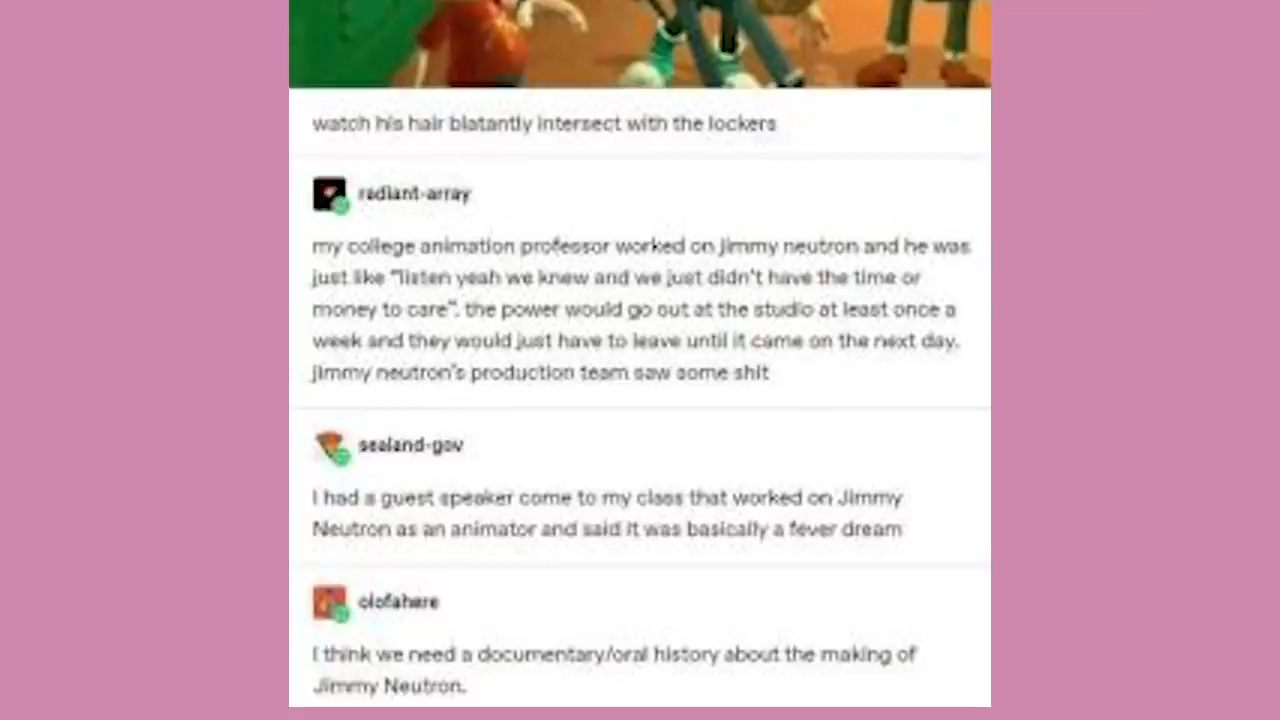 watch his hair blatantly intersect with the lockers
radiant-array
my college animation professor worked on jimmy neutron and he was
just like "listen yeah we knew and we just didn't have the time or
money to care". the power would go out at the studio at least once a
week and they would just have to leave until it came on the next day.
jimmy neutron's production team saw some shit
sealand-gov
I had a guest speaker come to my class that worked on Jimmy
Neutron as an animator and said it was basically a fever dream
olofahere
I think we need a documentary/oral history about the making of
Jimmy Neutron.